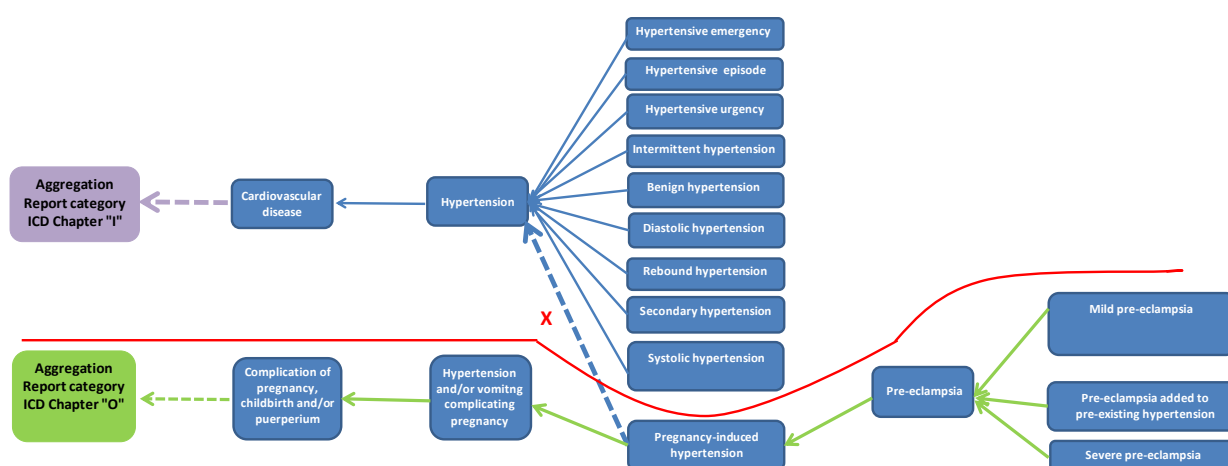 Hypertensive emergency
Hypertensive episode
Hypertensive urgency
Intermittent hypertension
Benign hypertension
Diastolic hypertension
Rebound hypertension
Secondary hypertension
Systolic hypertension
Aggregation
Report category
ICD Chapter "I"
Cardiovascular
disease
Hypertension
X
Mild pre-eclampsia
Aggregation
Report category
ICD Chapter "O"
Complication of
pregnancy,
childbirth and/or
puerperium
Hypertension
and/or vomitng
complicating
pregnancy
Pregnancy-induced
hypertension
Pre-eclampsia
Pre-eclampsia added to
pre-existing hypertension
Severe pre-eclampsia